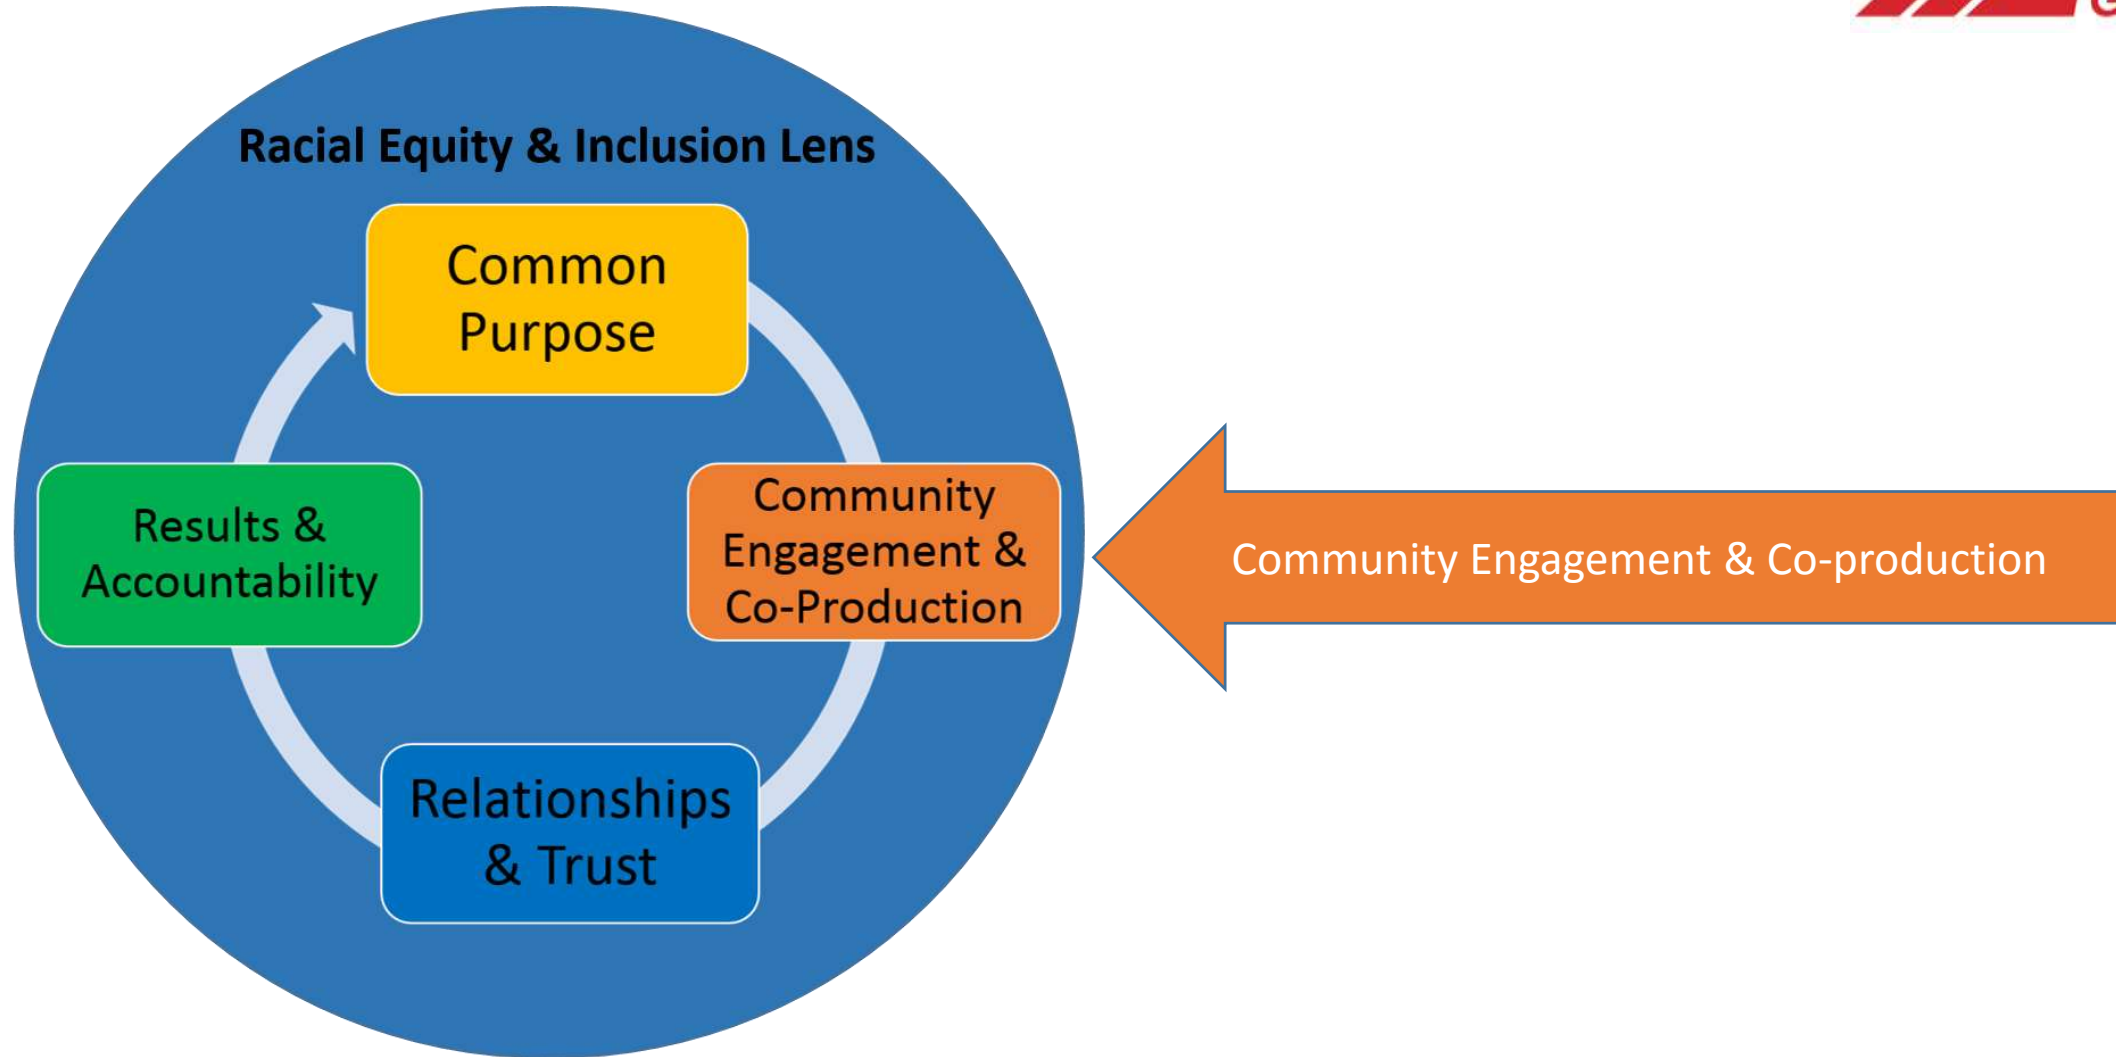 Racial Equity & Inclusion Lens
Common
Purpose
Community
Engagement &
Co-Production
Results &
Accountability
Relationships
& Trust
Community Engagement & Co-production